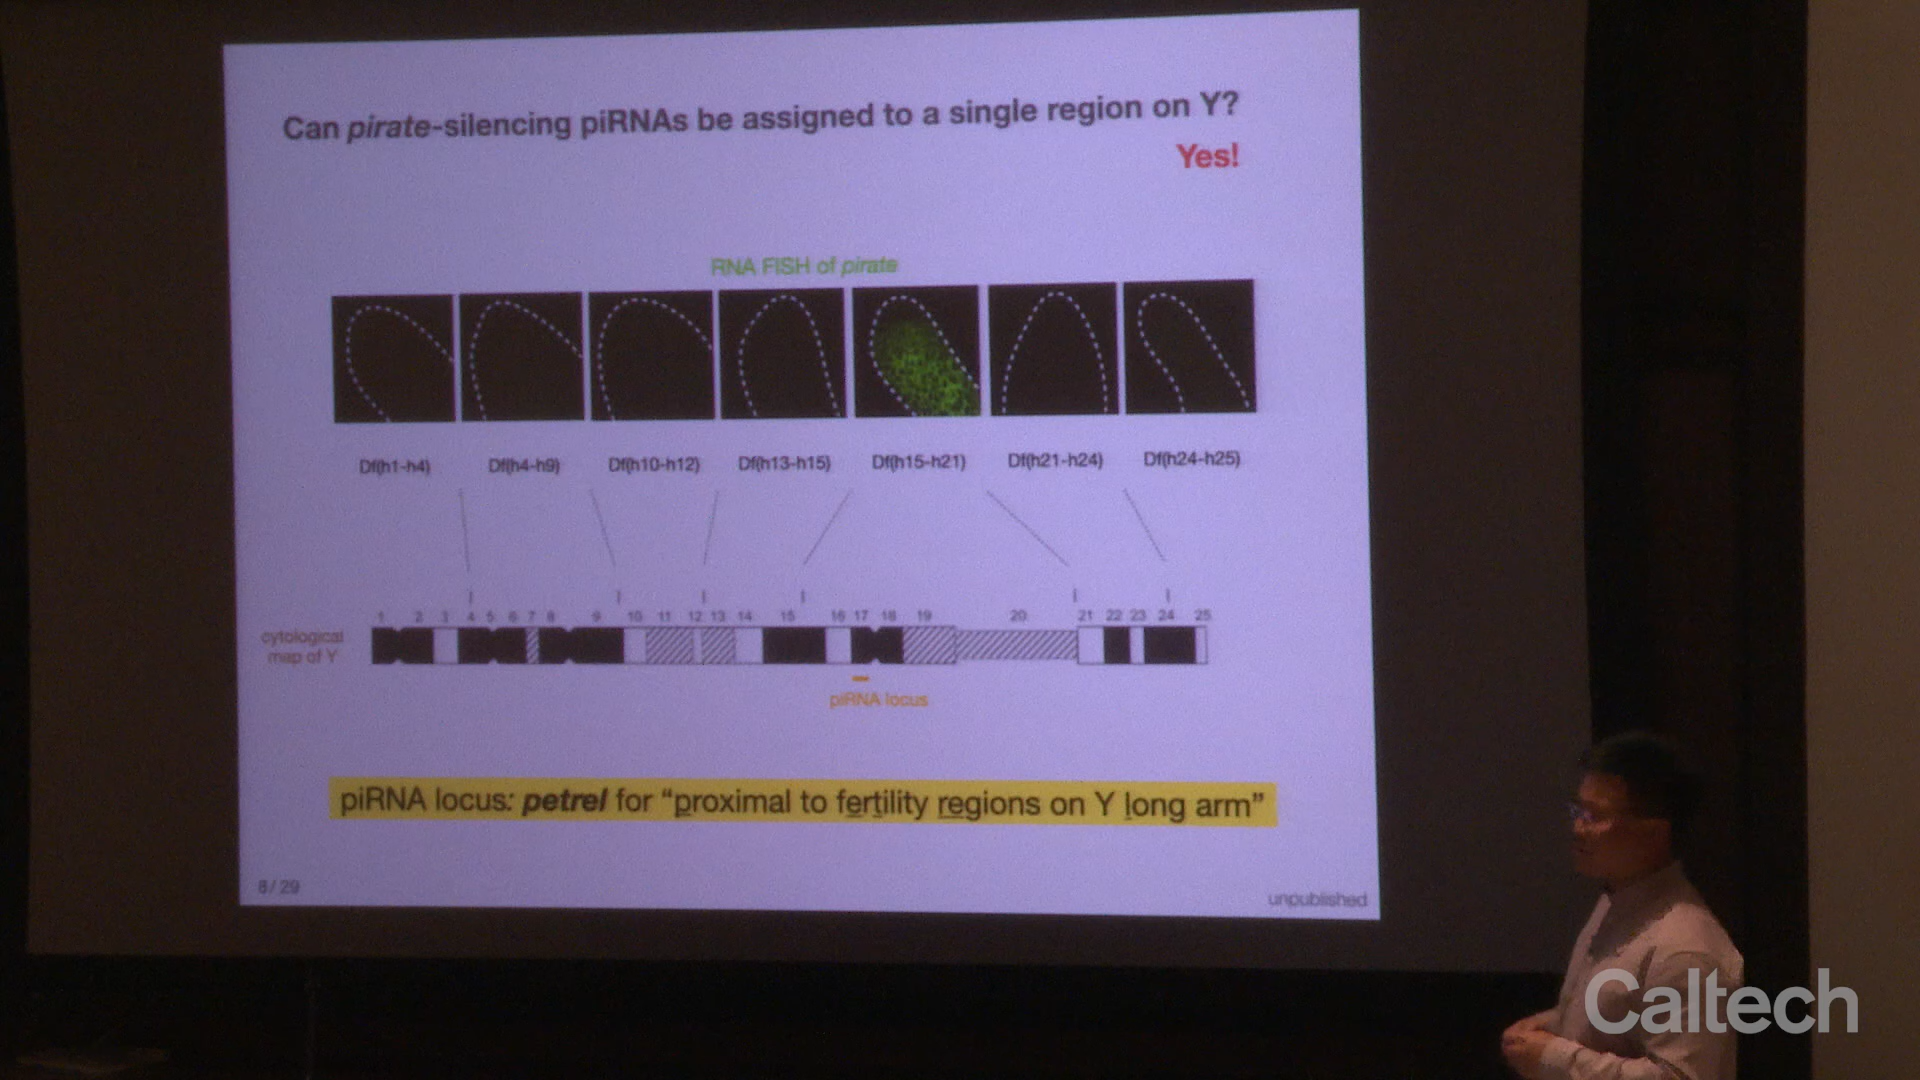 Can pirate-silencing piRNAs be assigned to a single region on Y?
Yes!
RNA FISH of pirate
Df(h1-h4) Df(h4-h9) Df(h10-h12) Df(h13-h15) Df(h15-h21) Df(h21-h24) Df(h24-h25)
1 2 3 4 5 6 7 8 9 10 11 12 13 14 15 16 17 18 19 20 21 22 23 24 25
cytological
map of Y
piRNA locus
piRNA locus: petrel for “proximal to fertility regions on Y long arm”
8 / 29
unpublished
Caltech